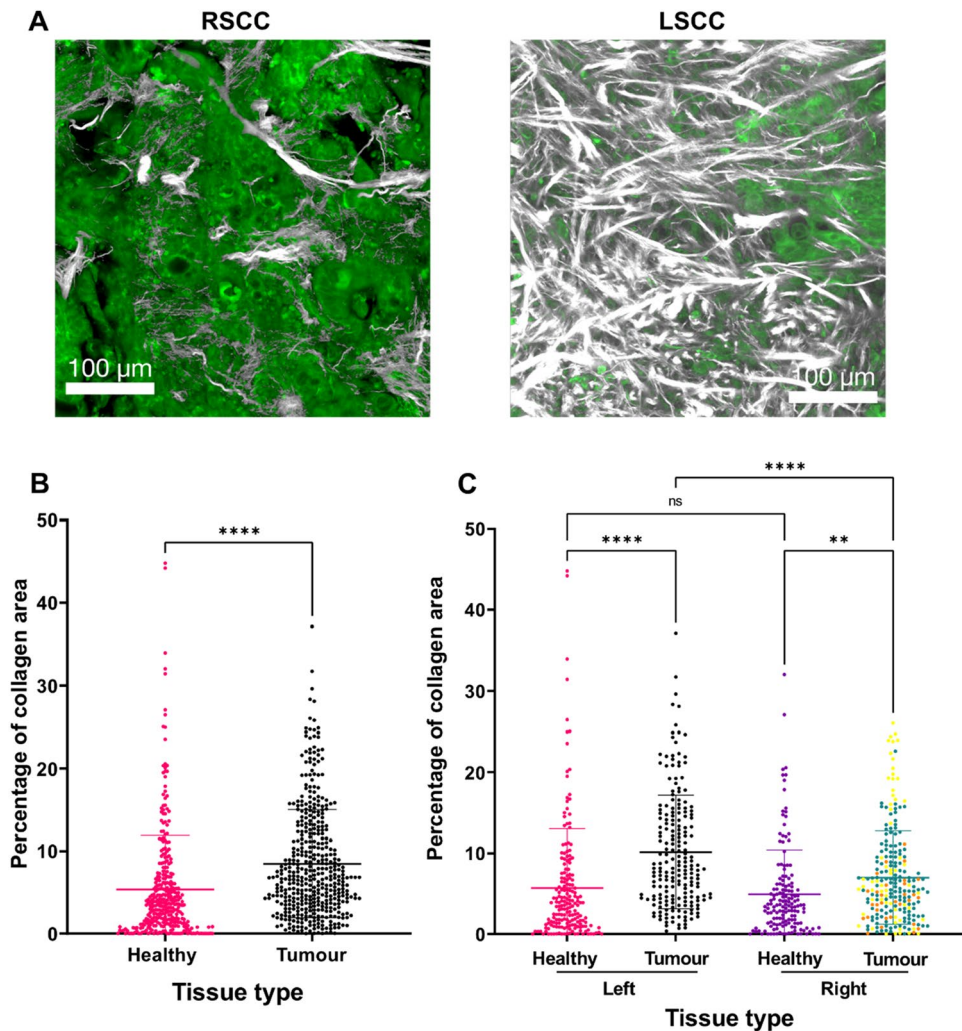 A
RSCC
LSCC
100 µm
100 µm
B
Percentage of collagen area
50
40
30
20
10
0
****
Healthy
Tumour
Tissue type
C
Percentage of collagen area
50
40
30
20
10
0
****
ns
****
**
Healthy
Tumour
Healthy
Tumour
Left
Right
Tissue type